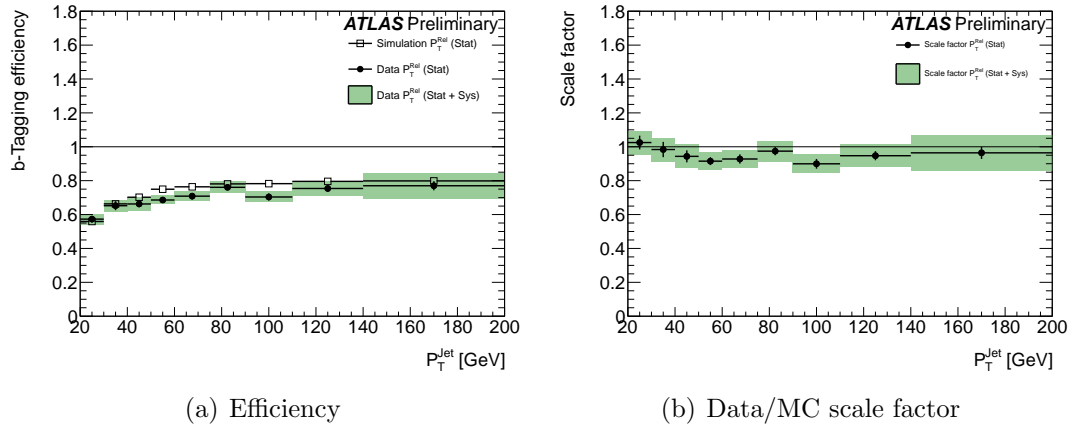 ATLAS Preliminary
Simulation P_T^Rel (Stat)
Data P_T^Rel (Stat)
Data P_T^Rel (Stat + Sys)
b-Tagging efficiency
1.8
1.6
1.4
1.2
1
0.8
0.6
0.4
0.2
0
20 40 60 80 100 120 140 160 180 200
P_T^Jet [GeV]
(a) Efficiency
ATLAS Preliminary
Scale factor P_T^Rel (Stat)
Scale factor P_T^Rel (Stat + Sys)
Scale factor
1.8
1.6
1.4
1.2
1
0.8
0.6
0.4
0.2
0
20 40 60 80 100 120 140 160 180 200
P_T^Jet [GeV]
(b) Data/MC scale factor